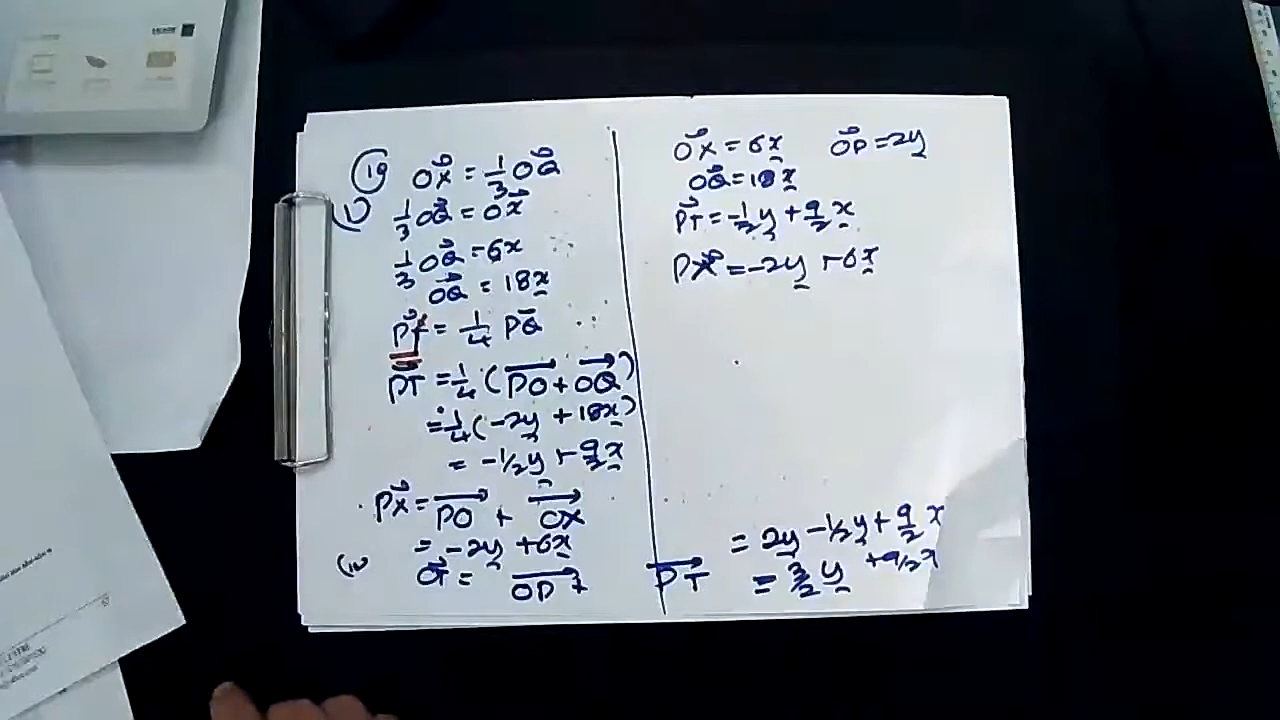 19 OX = 1/3 OQ
(i) 1/3 OQ = OX
1/3 OQ = 6x
OQ = 18x
PT = 1/4 PQ
PT = 1/4 (PO + OQ)
= 1/4 (-2y + 18x)
= -1/2 y + 9/2 x
PX = PO + OX
= -2y + 6x
OT = OP + PT
= 2y - 1/2 y + 9/2 x
= 3/2 y + 9/2 x
OX = 6x OP = 2y
OQ = 18x
PT = -1/2 y + 9/2 x
PX = -2y + 6x
57